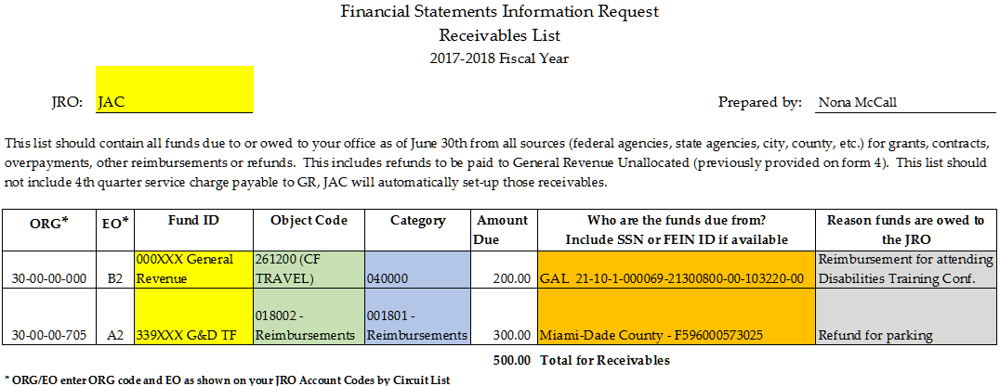 Financial Statements Information Request
Receivables List
2017-2018 Fiscal Year
JRO: JAC Prepared by: Nona McCall
This list should contain all funds due to or owed to your office as of June 30th from all sources (federal agencies, state agencies, city, county, etc.) for grants, contracts,
overpayments, other reimbursements or refunds. This includes refunds to be paid to General Revenue Unallocated (previously provided on form 4). This list should
not include 4th quarter service charge payable to GR, JAC will automatically set-up those receivables.
ORG* EO* Fund ID Object Code Category Amount Due Who are the funds due from? Include SSN or FEIN ID if available Reason funds are owed to the JRO
30-00-00-000 B2 000XXX General Revenue 261200 (CF TRAVEL) 040000 200.00 GAL 21-10-1-000069-21300800-00-103220-00 Reimbursement for attending Disabilities Training Conf.
30-00-00-705 A2 339XXX G&D TF 018002 - Reimbursements 001801 - Reimbursements 300.00 Miami-Dade County - F596000573025 Refund for parking
500.00 Total for Receivables
* ORG/EO enter ORG code and EO as shown on your JRO Account Codes by Circuit List